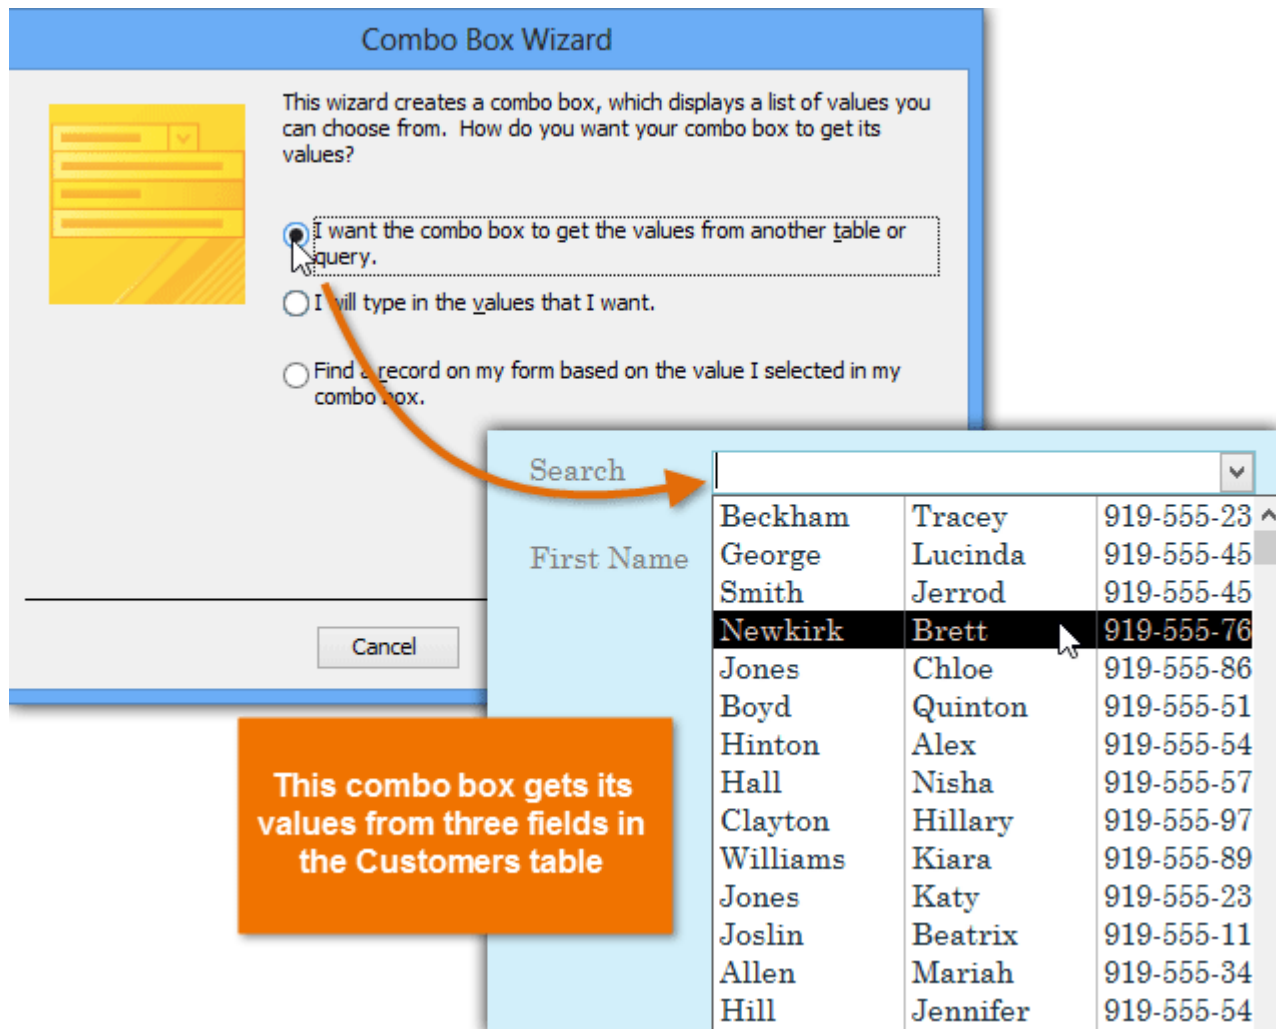 Combo Box Wizard
This wizard creates a combo box, which displays a list of values you
can choose from. How do you want your combo box to get its
values?
I want the combo box to get the values from another table or
query.
I will type in the values that I want.
Find a record on my form based on the value I selected in my
combo box.
Cancel
Search
First Name
Beckham Tracey 919-555-23
George Lucinda 919-555-45
Smith Jerrod 919-555-45
Newkirk Brett 919-555-76
Jones Chloe 919-555-86
Boyd Quinton 919-555-51
Hinton Alex 919-555-54
Hall Nisha 919-555-57
Clayton Hillary 919-555-97
Williams Kiara 919-555-89
Jones Katy 919-555-23
Joslin Beatrix 919-555-11
Allen Mariah 919-555-34
Hill Jennifer 919-555-54
This combo box gets its
values from three fields in
the Customers table